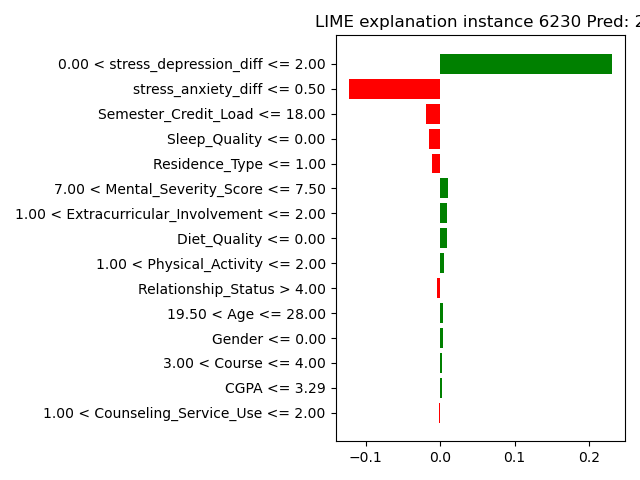 LIME explanation instance 6230 Pred: 2
0.00 < stress_depression_diff <= 2.00
stress_anxiety_diff <= 0.50
Semester_Credit_Load <= 18.00
Sleep_Quality <= 0.00
Residence_Type <= 1.00
7.00 < Mental_Severity_Score <= 7.50
1.00 < Extracurricular_Involvement <= 2.00
Diet_Quality <= 0.00
1.00 < Physical_Activity <= 2.00
Relationship_Status > 4.00
19.50 < Age <= 28.00
Gender <= 0.00
3.00 < Course <= 4.00
CGPA <= 3.29
1.00 < Counseling_Service_Use <= 2.00
−0.1 0.0 0.1 0.2